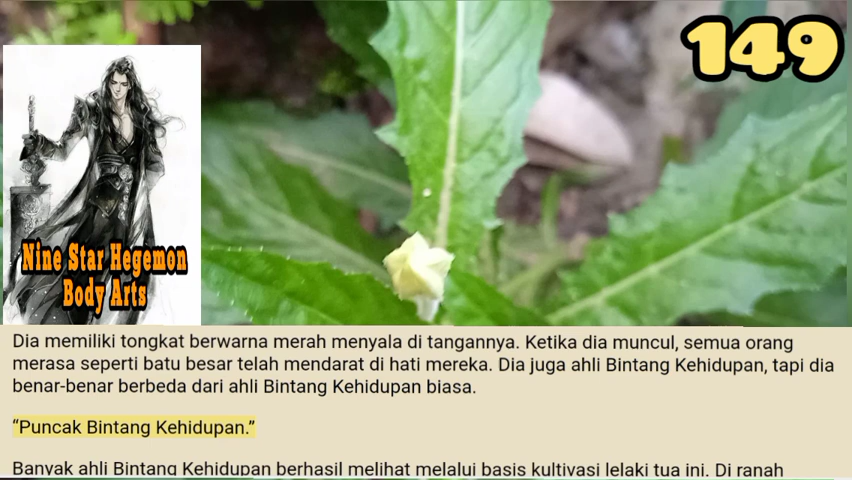 149
Nine Star Hegemon
Body Arts
Dia memiliki tongkat berwarna merah menyala di tangannya. Ketika dia muncul, semua orang
merasa seperti batu besar telah mendarat di hati mereka. Dia juga ahli Bintang Kehidupan, tapi dia
benar-benar berbeda dari ahli Bintang Kehidupan biasa.
“Puncak Bintang Kehidupan.”
Banyak ahli Bintang Kehidupan berhasil melihat melalui basis kultivasi lelaki tua ini. Di ranah